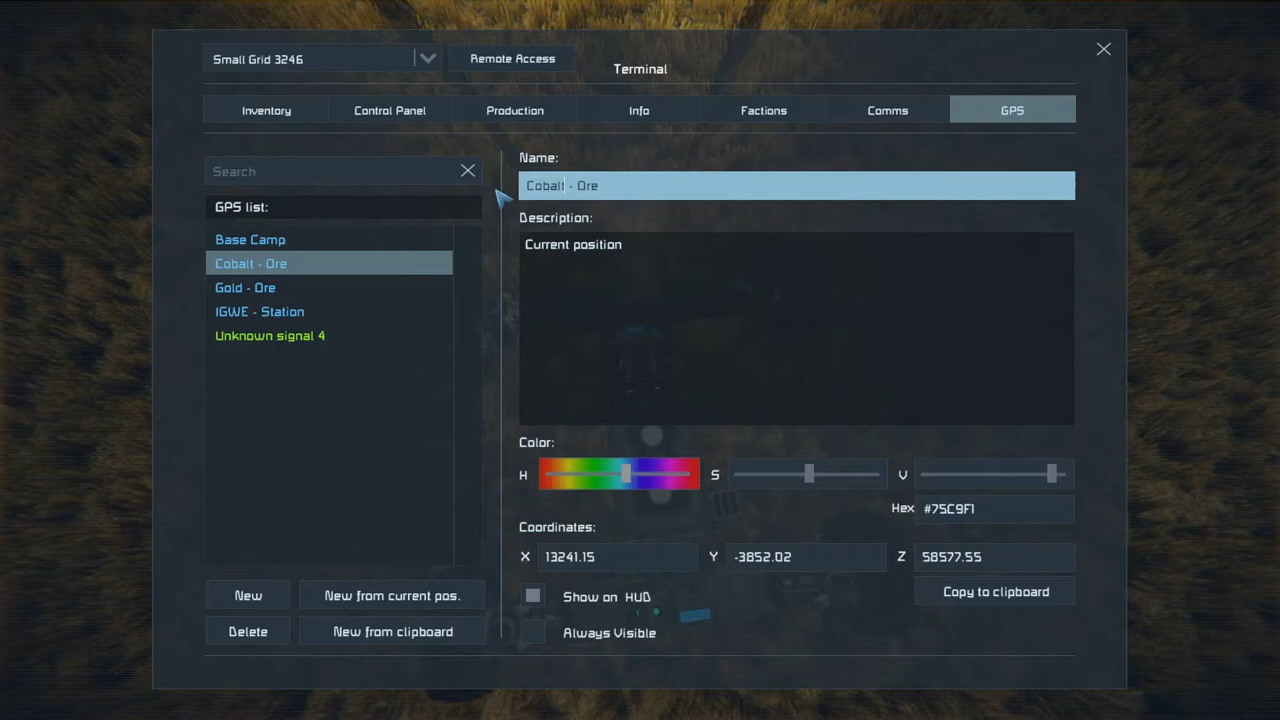 Small Grid 3246
Remote Access
Terminal
Inventory
Control Panel
Production
Info
Factions
Comms
GPS
Search
GPS list:
Base Camp
Cobalt - Ore
Gold - Ore
IGWE - Station
Unknown signal 4
New
New from current pos.
Delete
New from clipboard
Name:
Cobalt - Ore
Description:
Current position
Color:
H
S
V
Hex #75C9F1
Coordinates:
X 13241.15
Y -3852.02
Z 58577.55
Copy to clipboard
Show on HUD
Always Visible